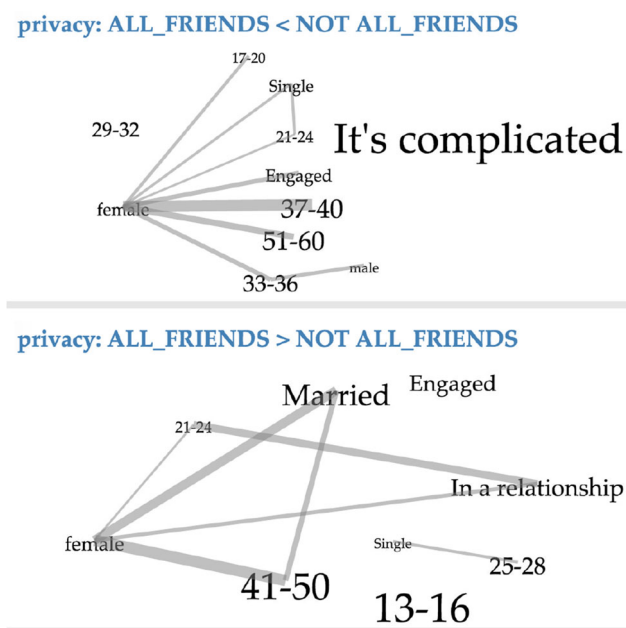 privacy: ALL_FRIENDS < NOT ALL_FRIENDS
17-20
Single
29-32
21-24
It's complicated
Engaged
female
37-40
51-60
male
33-36
privacy: ALL_FRIENDS > NOT ALL_FRIENDS
Married
Engaged
21-24
In a relationship
female
Single
25-28
41-50
13-16